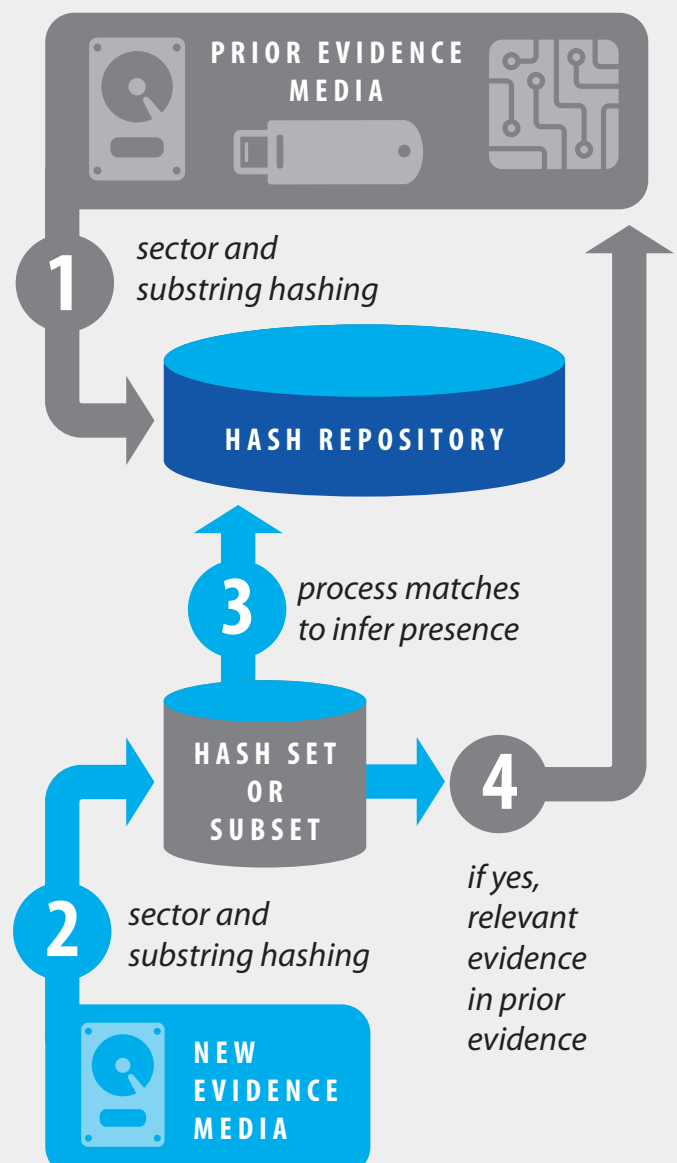 PRIOR EVIDENCE
MEDIA
1
sector and
substring hashing
HASH REPOSITORY
3
process matches
to infer presence
HASH SET
OR
SUBSET
4
if yes,
relevant
evidence
in prior
evidence
2
sector and
substring hashing
NEW
EVIDENCE
MEDIA